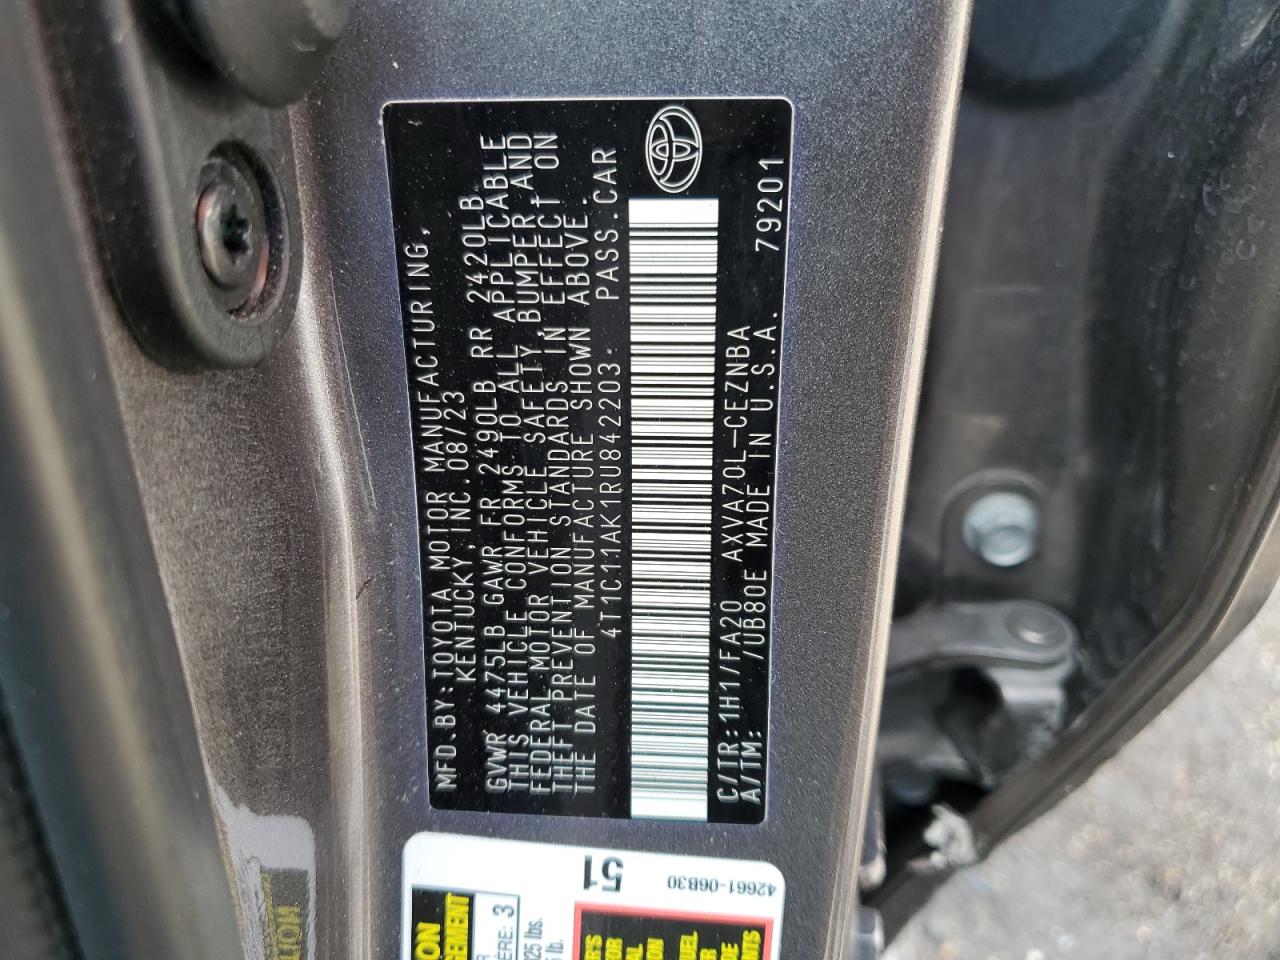 MFD.BY:TOYOTA MOTOR MANUFACTURING,
KENTUCKY, INC.08/23
GVWR 4475LB GAWR FR 2490LB RR 2420LB
THIS VEHICLE CONFORMS TO ALL APPLICABLE
FEDERAL MOTOR VEHICLE SAFETY,BUMPER,AND
THEFT PREVENTION STANDARDS IN EFFECT ON
THE DATE OF MANUFACTURE SHOWN ABOVE.
4T1C11AK1RU842203· PASS.CAR
C/TR:1H1/FA20 AXVA70L-CEZNBA
A/TM: /UB80E MADE IN U.S.A. 79201
51
42661-06B30
ERE: 3